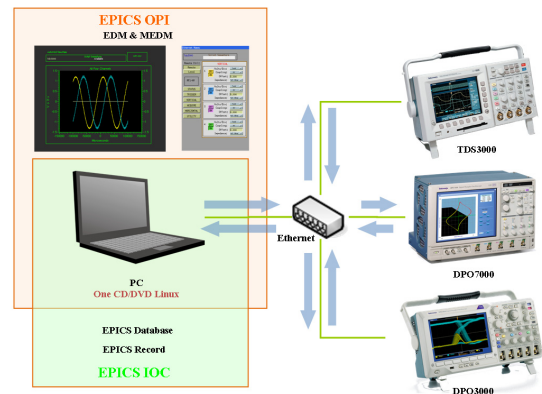 EPICS OPI
EDM & MEDM
TDS3000
Ethernet
DPO7000
PC
One CD/DVD Linux
EPICS Database
EPICS Record
EPICS IOC
DPO3000